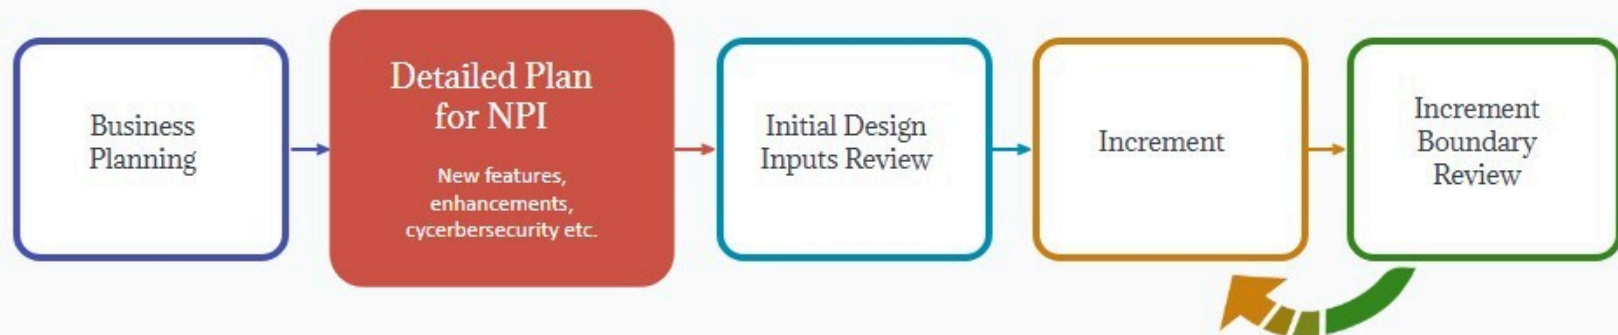 Business
Planning
Detailed Plan
for NPI
New features,
enhancements,
cycerbersecurity etc.
Initial Design
Inputs Review
Increment
Increment
Boundary
Review